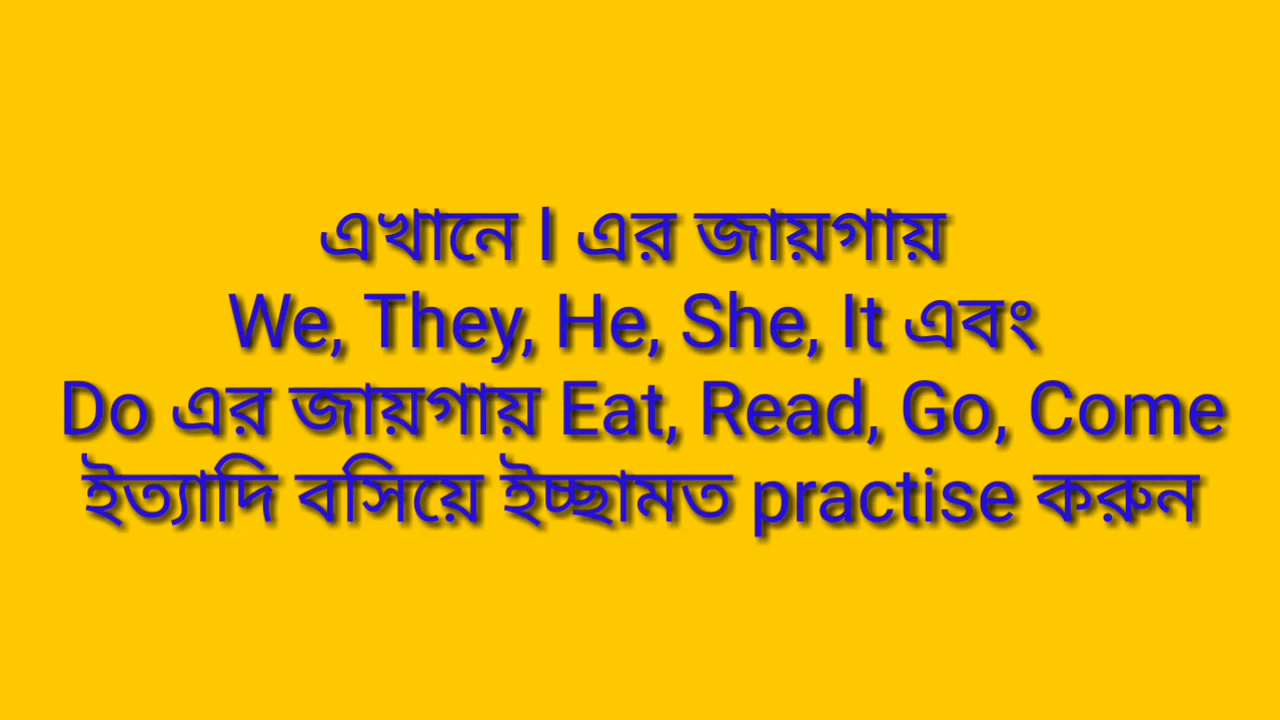 এখানে I এর জায়গায়
We, They, He, She, It এবং
Do এর জায়গায় Eat, Read, Go, Come
ইত্যাদি বসিয়ে ইচ্ছামত practise করুন